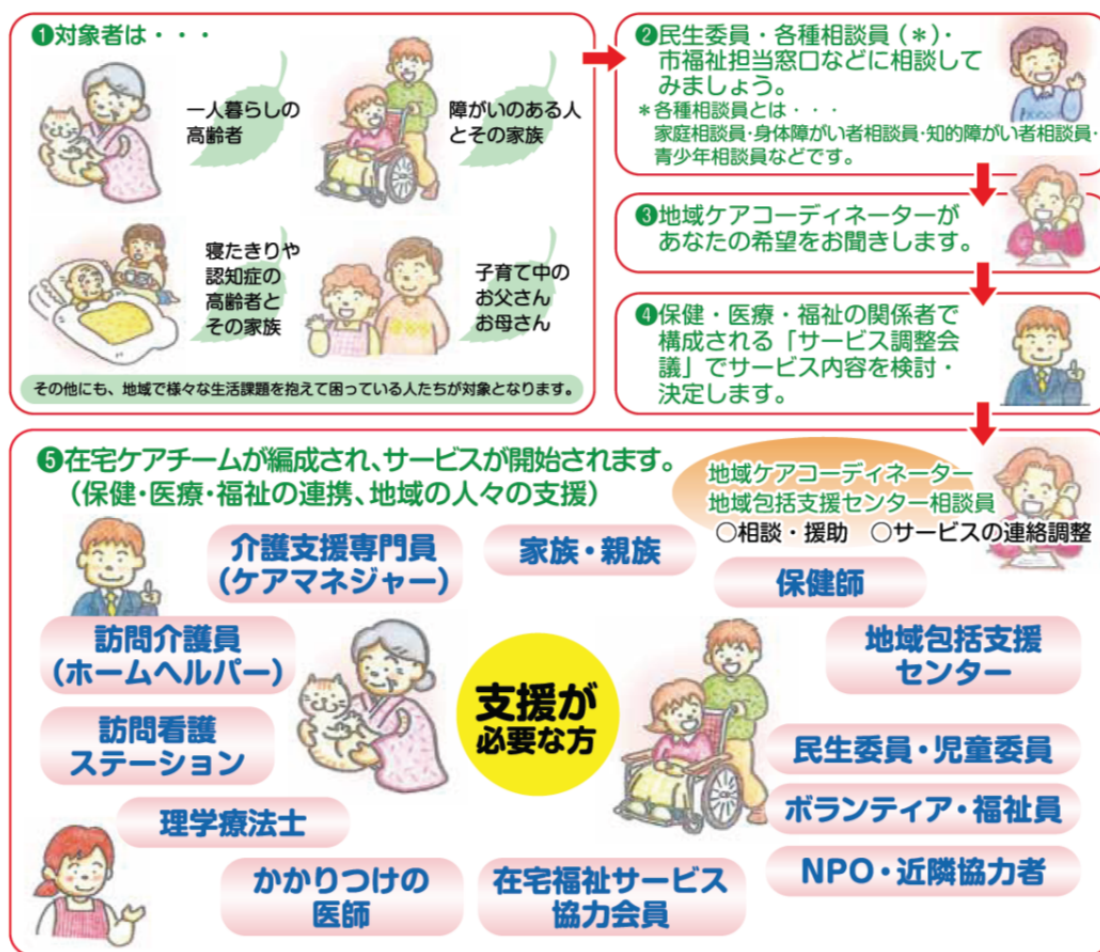 ❶対象者は・・・
一人暮らしの
高齢者
障がいのある人
とその家族
寝たきりや
認知症の
高齢者と
その家族
子育て中の
お父さん
お母さん
その他にも、地域で様々な生活課題を抱えて困っている人たちが対象となります。
❷民生委員・各種相談員(*)・
市福祉担当窓口などに相談して
みましょう。
*各種相談員とは・・・
家庭相談員・身体障がい者相談員・知的障がい者相談員・
青少年相談員などです。
❸地域ケアコーディネーターが
あなたの希望をお聞きします。
❹保健・医療・福祉の関係者で
構成される「サービス調整会
議」でサービス内容を検討・
決定します。
❺在宅ケアチームが編成され、サービスが開始されます。
(保健・医療・福祉の連携、地域の人々の支援)
地域ケアコーディネーター
地域包括支援センター相談員
○相談・援助 ○サービスの連絡調整
介護支援専門員
(ケアマネジャー)
家族・親族
保健師
訪問介護員
(ホームヘルパー)
地域包括支援
センター
支援が
必要な方
訪問看護
ステーション
民生委員・児童委員
ボランティア・福祉員
理学療法士
NPO・近隣協力者
かかりつけの
医師
在宅福祉サービス
協力会員